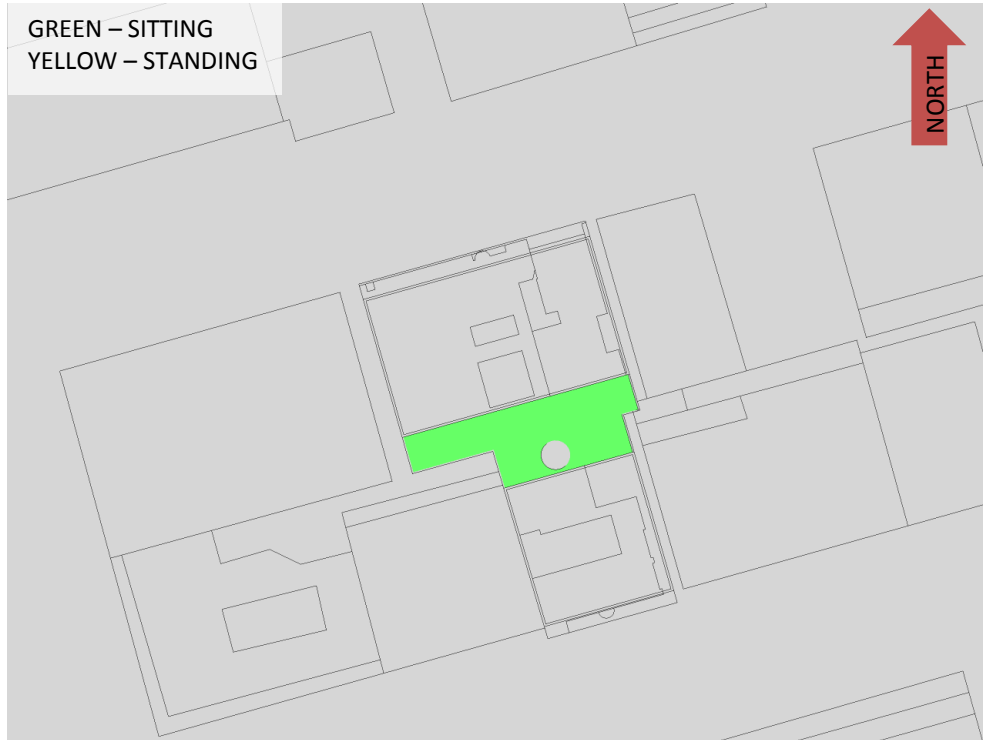 GREEN – SITTING
YELLOW – STANDING
NORTH